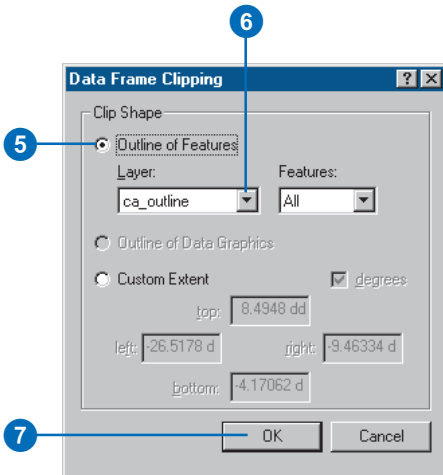 6
Data Frame Clipping
Clip Shape
5
Outline of Features
Layer: Features:
ca_outline All
Outline of Data Graphics
Custom Extent degrees
top: 8.4948 dd
left: -26.5178 d right: -9.46334 d
bottom: -4.17062 d
7
OK Cancel